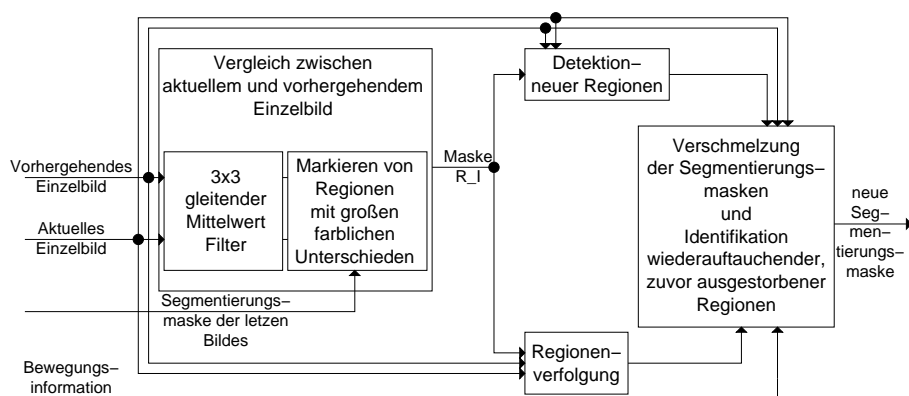 Vergleich zwischen
aktuellem und vorhergehendem
Einzelbild
Detektion−
neuer Regionen
Vorhergehendes
Einzelbild
Aktuelles
Einzelbild
3x3
gleitender
Mittelwert
Filter
Markieren von
Regionen
mit großen
farblichen
Unterschieden
Maske
R_I
Verschmelzung
der Segmentierungs−
masken
und
Identifikation
wiederauftauchender,
zuvor ausgestorbener
Regionen
neue
Seg−
men−
tierungs−
maske
Segmentierungs−
maske der letzen
Bildes
Regionen−
verfolgung
Bewegungs−
information